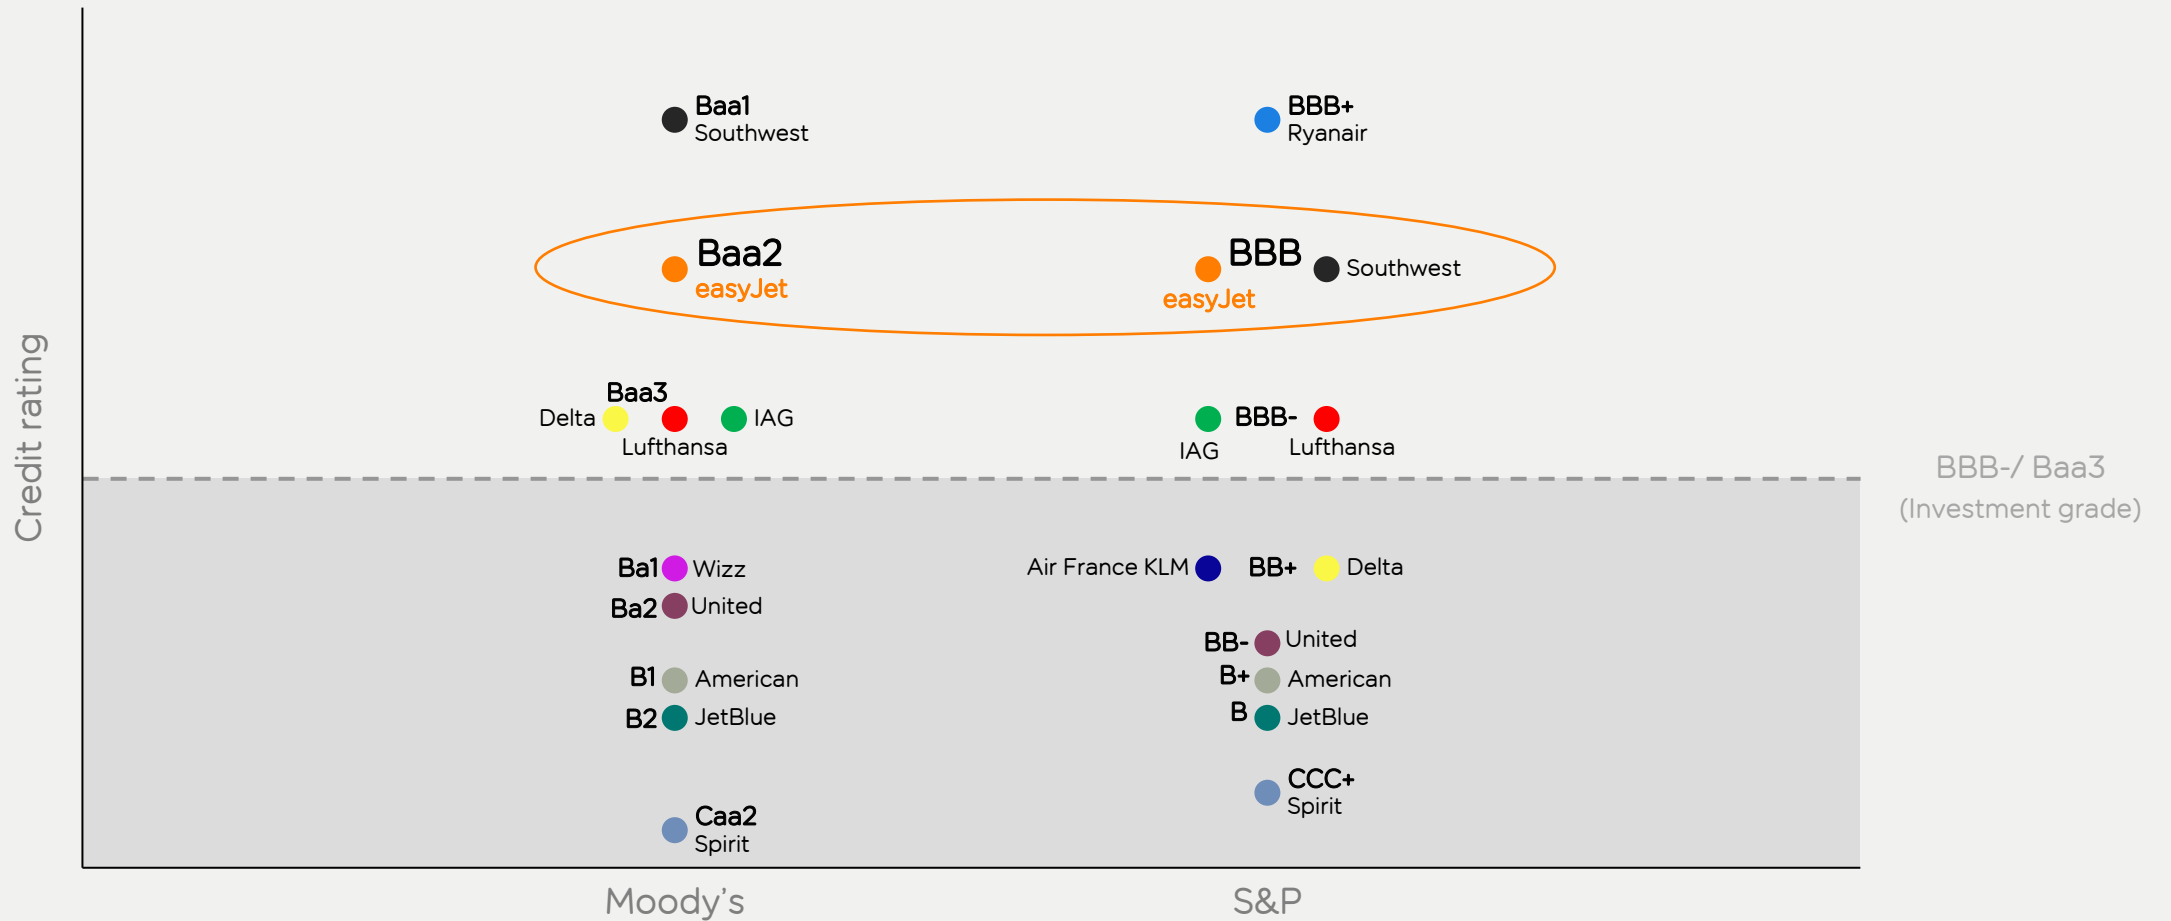 Credit rating
Baa1
Southwest
BBB+
Ryanair
Baa2
easyJet
BBB
easyJet
Southwest
Baa3
Delta
Lufthansa
IAG
BBB-
IAG
Lufthansa
BBB-/ Baa3
(Investment grade)
Ba1 Wizz
Air France KLM BB+ Delta
Ba2 United
BB- United
B1 American
B+ American
B2 JetBlue
B JetBlue
CCC+
Spirit
Caa2
Spirit
Moody’s
S&P